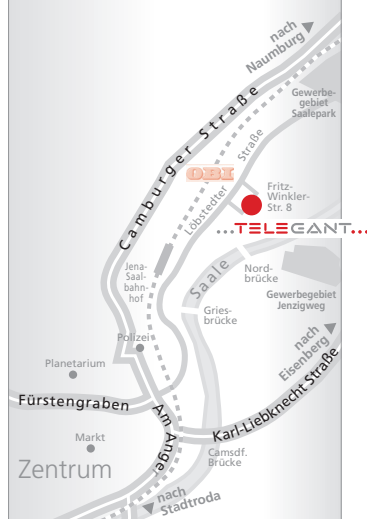 nach
Naumburg
Gewerbe-
gebiet
Saalepark
Camburger Straße
Löbstedter Straße
OBI
Fritz-
Winkler-
Str. 8
...TELEGANT...
Saale
Jena-
Saal-
bahn-
hof
Nord-
brücke
Gewerbegebiet
Jenzigweg
Gries-
brücke
Polizei
nach
Eisenberg
Planetarium
Fürstengraben
Am Anger
Karl-Liebknecht Straße
Markt
Camsdf.
Brücke
Zentrum
nach
Stadtroda